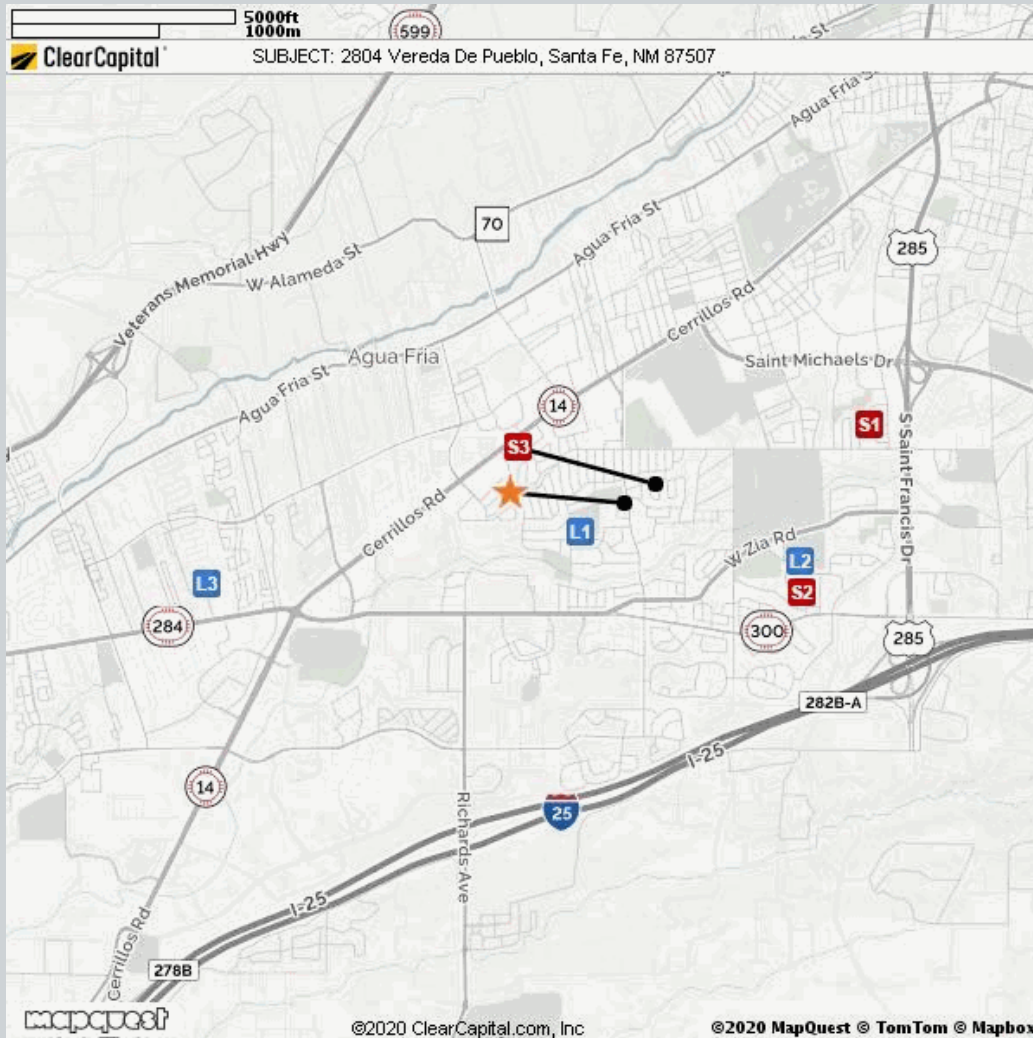 5000ft
1000m
599
ClearCapital
SUBJECT: 2804 Vereda De Pueblo, Santa Fe, NM 87507
Agua Fria St
70
285
Agua Fria St
Veterans Memorial Hwy
W Alameda St
Cerrillos Rd
Agua Fria
Saint Michaels Dr
Agua Fria St
14
S1
S3
S Saint Francis Dr
Cerrillos Rd
L1
W Zia Rd
L2
L3
S2
284
300
285
282B-A
I-25
14
25
Richards Ave
I-25
Cerrillos Rd
278B
mapquest
©2020 ClearCapital.com, Inc
©2020 MapQuest © TomTom © Mapbox